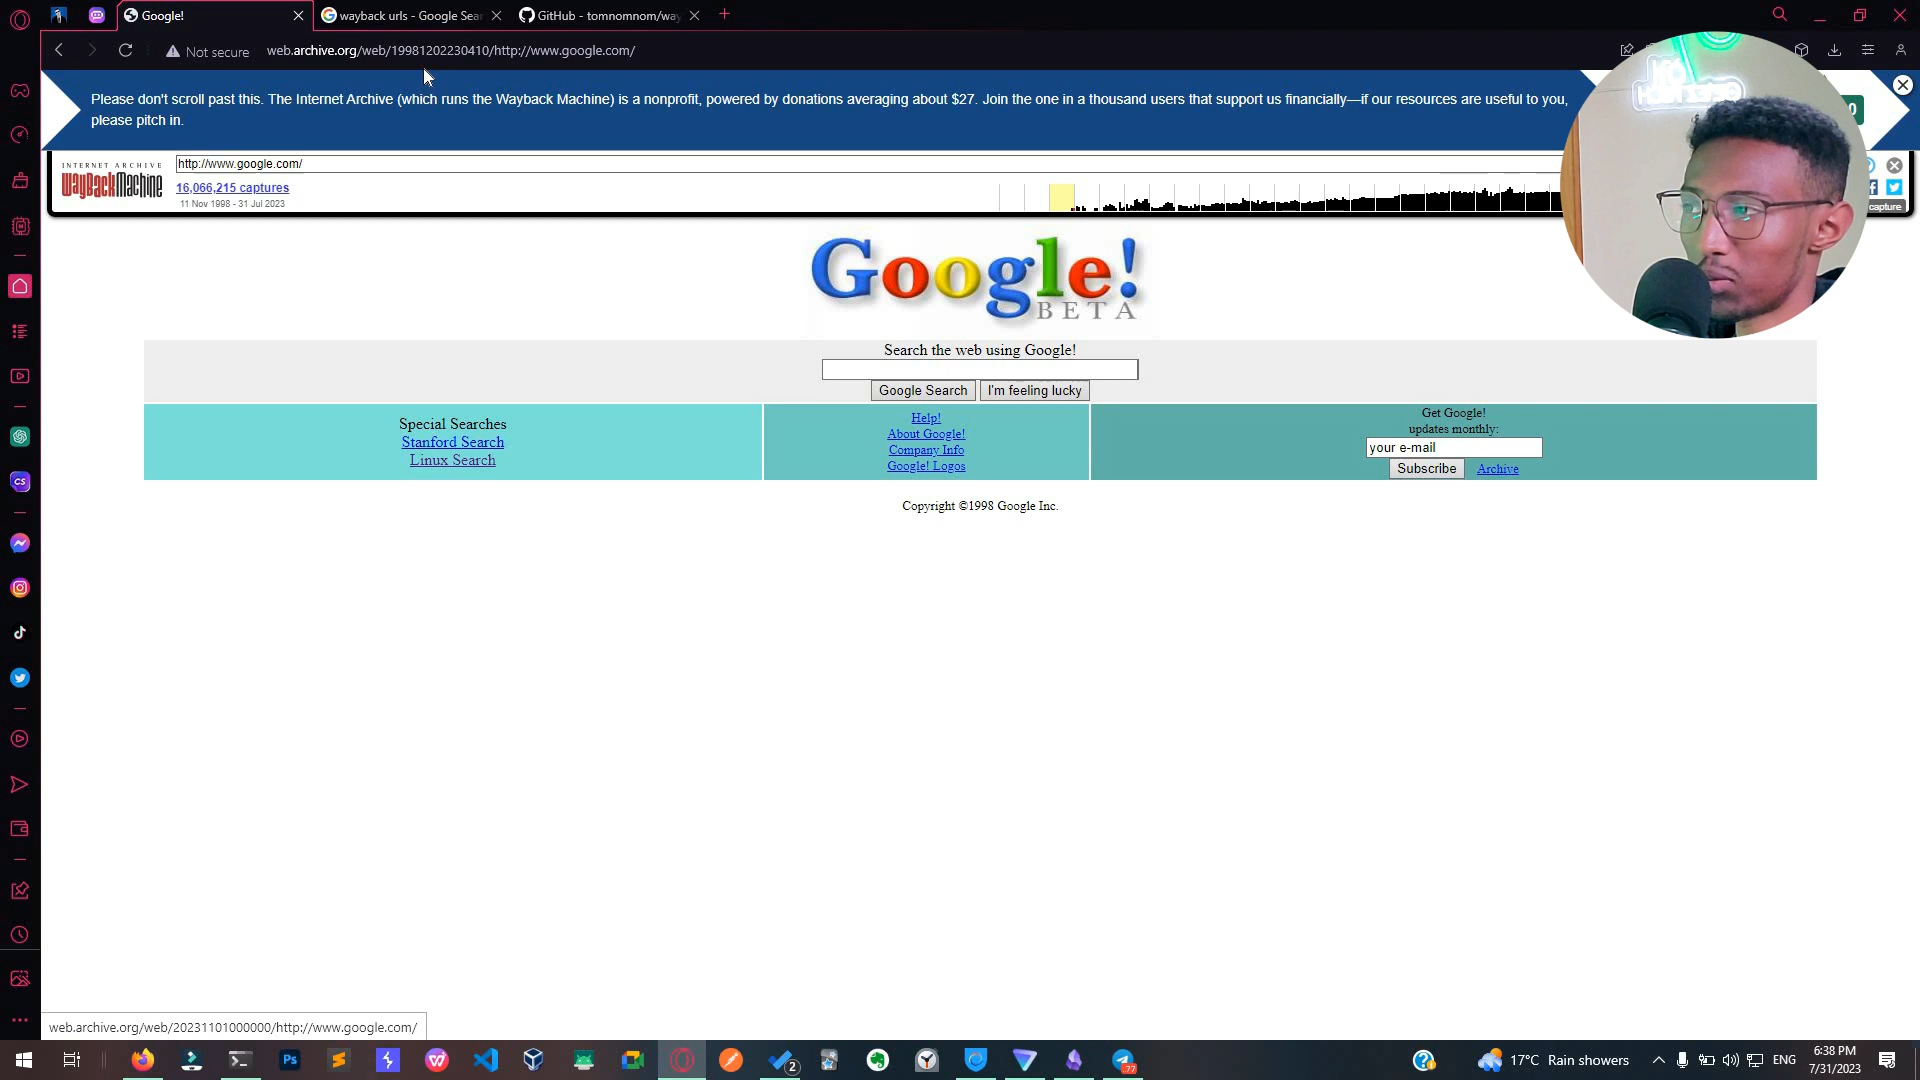 Google!
wayback urls - Google Sear
GitHub - tomnomnom/way
Not secure
web.archive.org/web/19981202230410/http://www.google.com/
Please don't scroll past this. The Internet Archive (which runs the Wayback Machine) is a nonprofit, powered by donations averaging about $27. Join the one in a thousand users that support us financially—if our resources are useful to you,
please pitch in.
INTERNET ARCHIVE
WayBackMachine
http://www.google.com/
16,066,215 captures
11 Nov 1998 - 31 Jul 2023
capture
Google!
BETA
Search the web using Google!
Google Search
I'm feeling lucky
Special Searches
Stanford Search
Linux Search
Help!
About Google!
Company Info
Google! Logos
Get Google!
updates monthly:
your e-mail
Subscribe
Archive
Copyright ©1998 Google Inc.
web.archive.org/web/20231101000000/http://www.google.com/
CS
Ps
2
77
17°C Rain showers
ENG
6:38 PM
7/31/2023